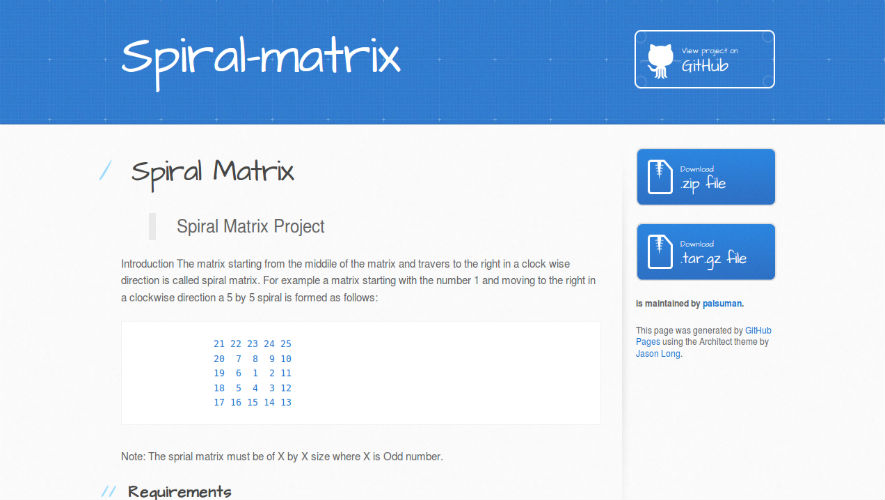 Spiral-matrix
View project on
GitHub
/ Spiral Matrix
Spiral Matrix Project
Introduction The matrix starting from the middile of the matrix and travers to the right in a clock wise
direction is called spiral matrix. For example a matrix starting with the number 1 and moving to the right in
a clockwise direction a 5 by 5 spiral is formed as follows:
21 22 23 24 25
20 7 8 9 10
19 6 1 2 11
18 5 4 3 12
17 16 15 14 13
Note: The sprial matrix must be of X by X size where X is Odd number.
// Requirements
Download
.zip file
Download
.tar.gz file
is maintained by palsuman.
This page was generated by GitHub
Pages using the Architect theme by
Jason Long.